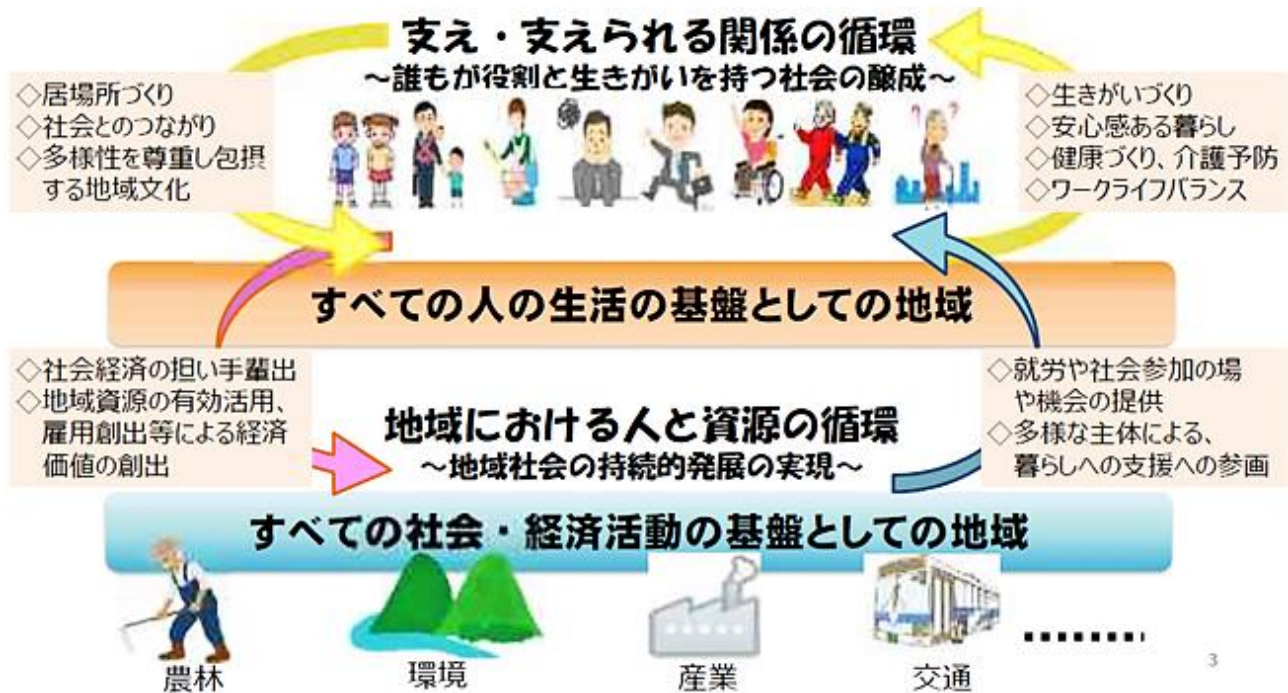 支え・支えられる関係の循環
～誰もが役割と生きがいを持つ社会の醸成～
◇居場所づくり
◇社会とのつながり
◇多様性を尊重し包摂
する地域文化
◇生きがいづくり
◇安心感ある暮らし
◇健康づくり、介護予防
◇ワークライフバランス
すべての人の生活の基盤としての地域
◇社会経済の担い手輩出
◇地域資源の有効活用、
雇用創出等による経済
価値の創出
地域における人と資源の循環
～地域社会の持続的発展の実現～
◇就労や社会参加の場
や機会の提供
◇多様な主体による、
暮らしへの支援への参画
すべての社会・経済活動の基盤としての地域
農林
環境
産業
交通
3